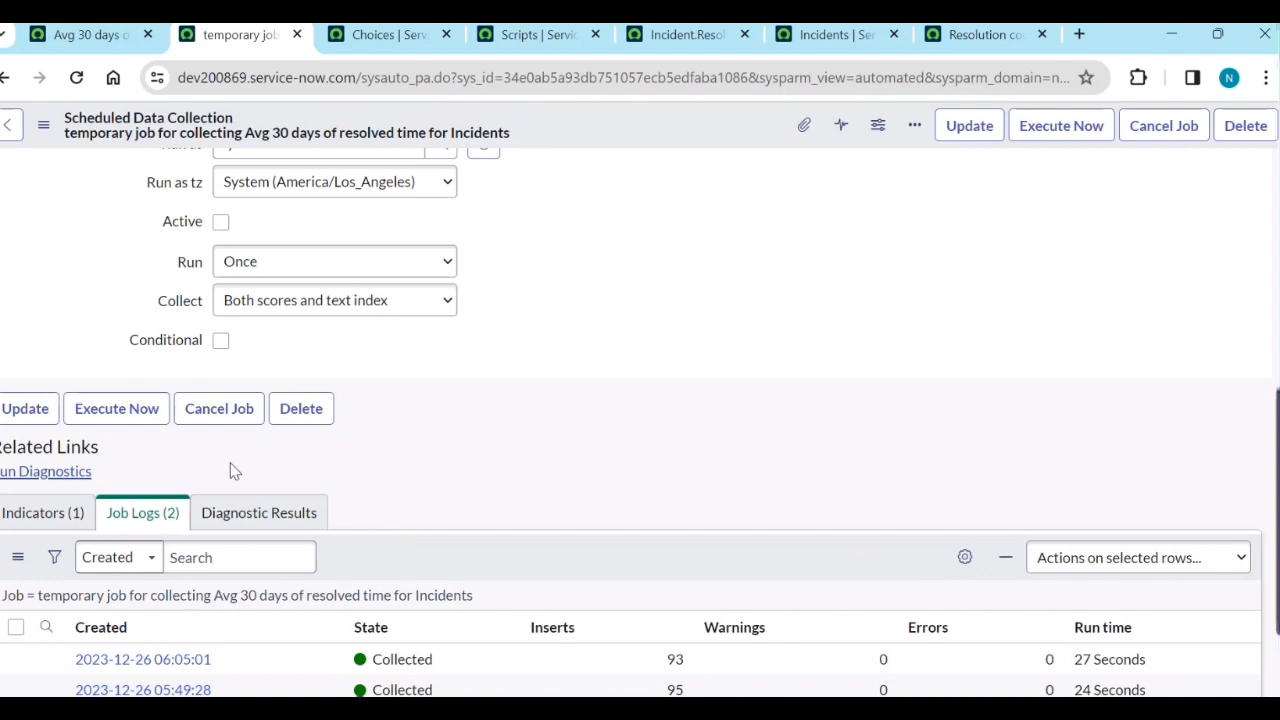 Avg 30 days o
temporary job
Choices | Serv
Scripts | Servic
Incident.Resol
Incidents | Ser
Resolution co
dev200869.service-now.com/sysauto_pa.do?sys_id=34e0ab5a93db751057ecb5edfaba1086&sysparm_view=automated&sysparm_domain=n...
N
Scheduled Data Collection
temporary job for collecting Avg 30 days of resolved time for Incidents
Update
Execute Now
Cancel Job
Delete
Run as tz
System (America/Los_Angeles)
Active
Run
Once
Collect
Both scores and text index
Conditional
Update
Execute Now
Cancel Job
Delete
elated Links
un Diagnostics
Indicators (1)
Job Logs (2)
Diagnostic Results
Created
Search
Actions on selected rows...
Job = temporary job for collecting Avg 30 days of resolved time for Incidents
Created State Inserts Warnings Errors Run time
2023-12-26 06:05:01 Collected 93 0 0 27 Seconds
2023-12-26 05:49:28 Collected 95 0 0 24 Seconds